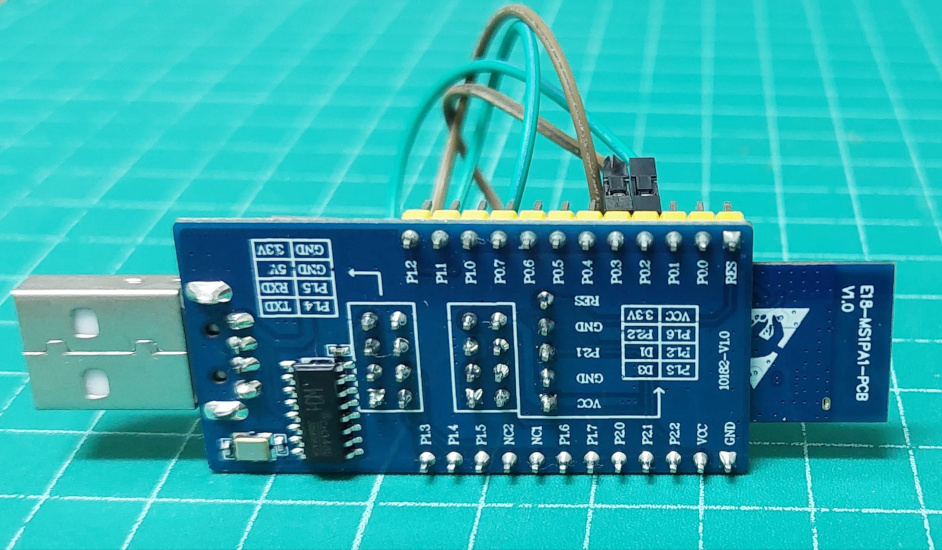 P1.2
P1.1
P1.0
P0.7
P0.6
P0.5
P0.4
P0.3
P0.2
P0.1
P0.0
RES
3.3V GND
5V GND
RXD P1.5
TXD P1.4
RES
GND
P2.1
GND
VCC
VCC 3.3V
P1.6 P2.2
P1.2 D1
P1.3 D3
10182-V1.0
E18-MS1PA1-PCB
V1.0
P1.3
P1.4
P1.5
NC2
NC1
P1.6
P1.7
P2.0
P2.1
P2.2
VCC
GND